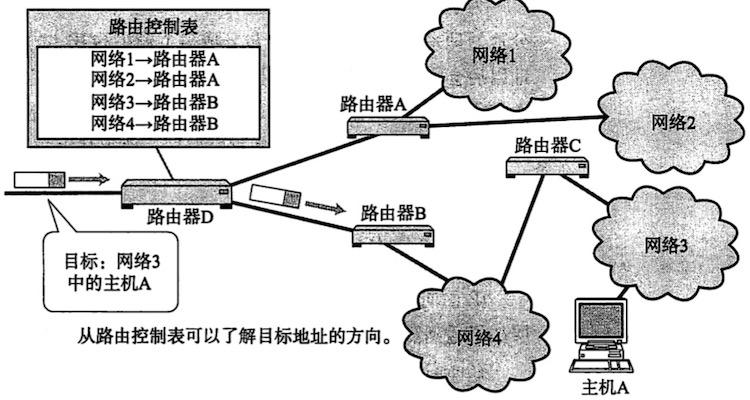 路由控制表
网络1→路由器A
网络2→路由器A
网络3→路由器B
网络4→路由器B
网络1
路由器A
网络2
路由器C
路由器D
路由器B
目标：网络3
中的主机A
网络3
从路由控制表可以了解目标地址的方向。
网络4
主机A